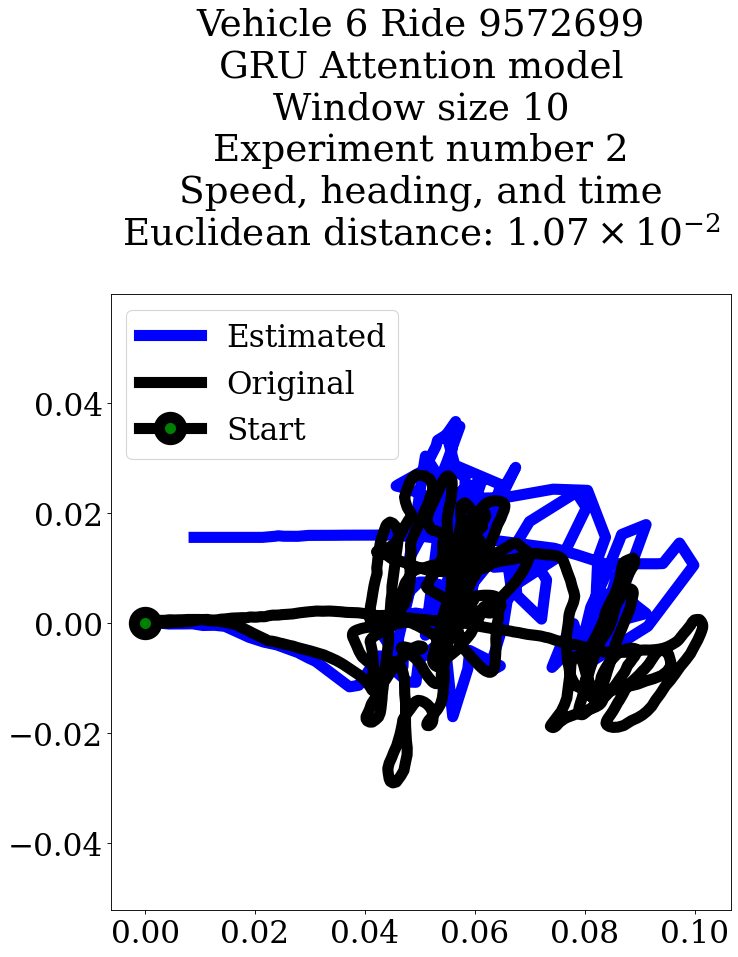 Vehicle 6 Ride 9572699
GRU Attention model
Window size 10
Experiment number 2
Speed, heading, and time
Euclidean distance: 1.07 × 10⁻²
Estimated
Original
Start
0.04
0.02
0.00
−0.02
−0.04
0.00 0.02 0.04 0.06 0.08 0.10